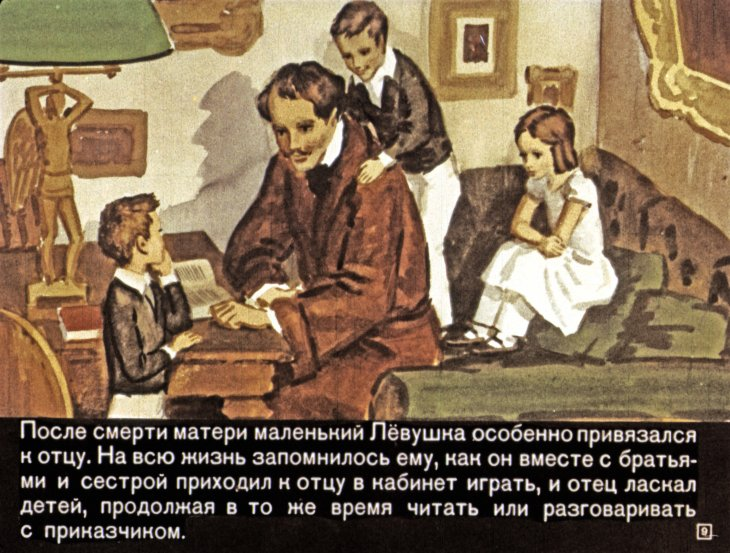 После смерти матери маленький Лёвушка особенно привязался
к отцу. На всю жизнь запомнилось ему, как он вместе с братья-
ми и сестрой приходил к отцу в кабинет играть, и отец ласкал
детей, продолжая в то же время читать или разговаривать
с приказчиком.
9